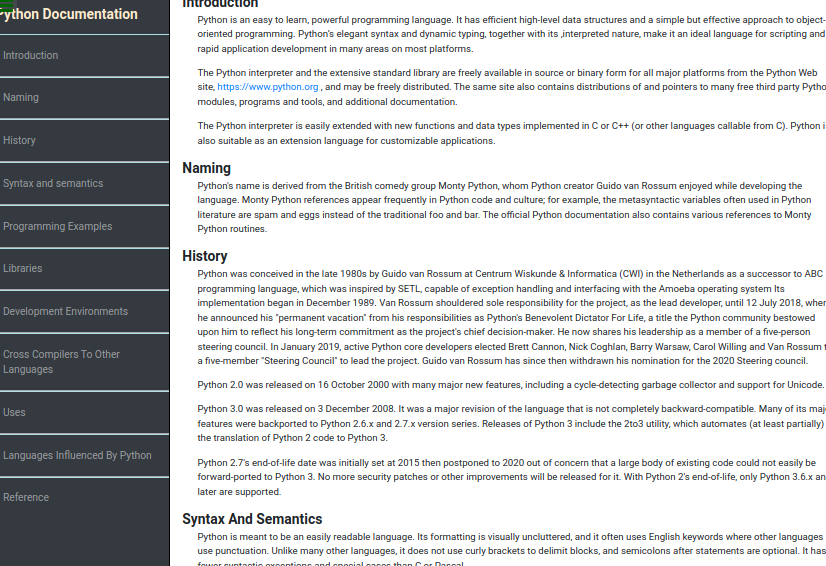 Python Documentation
Introduction
Naming
History
Syntax and semantics
Programming Examples
Libraries
Development Environments
Cross Compilers To Other
Languages
Uses
Languages Influenced By Python
Reference
Introduction
Python is an easy to learn, powerful programming language. It has efficient high-level data structures and a simple but effective approach to object-
oriented programming. Python's elegant syntax and dynamic typing, together with its ,interpreted nature, make it an ideal language for scripting and
rapid application development in many areas on most platforms.
The Python interpreter and the extensive standard library are freely available in source or binary form for all major platforms from the Python Web
site, https://www.python.org , and may be freely distributed. The same site also contains distributions of and pointers to many free third party Pytho
modules, programs and tools, and additional documentation.
The Python interpreter is easily extended with new functions and data types implemented in C or C++ (or other languages callable from C). Python i
also suitable as an extension language for customizable applications.
Naming
Python's name is derived from the British comedy group Monty Python, whom Python creator Guido van Rossum enjoyed while developing the
language. Monty Python references appear frequently in Python code and culture; for example, the metasyntactic variables often used in Python
literature are spam and eggs instead of the traditional foo and bar. The official Python documentation also contains various references to Monty
Python routines.
History
Python was conceived in the late 1980s by Guido van Rossum at Centrum Wiskunde & Informatica (CWI) in the Netherlands as a successor to ABC
programming language, which was inspired by SETL, capable of exception handling and interfacing with the Amoeba operating system Its
implementation began in December 1989. Van Rossum shouldered sole responsibility for the project, as the lead developer, until 12 July 2018, when
he announced his "permanent vacation" from his responsibilities as Python's Benevolent Dictator For Life, a title the Python community bestowed
upon him to reflect his long-term commitment as the project's chief decision-maker. He now shares his leadership as a member of a five-person
steering council. In January 2019, active Python core developers elected Brett Cannon, Nick Coghlan, Barry Warsaw, Carol Willing and Van Rossum t
a five-member "Steering Council" to lead the project. Guido van Rossum has since then withdrawn his nomination for the 2020 Steering council.
Python 2.0 was released on 16 October 2000 with many major new features, including a cycle-detecting garbage collector and support for Unicode.
Python 3.0 was released on 3 December 2008. It was a major revision of the language that is not completely backward-compatible. Many of its maj
features were backported to Python 2.6.x and 2.7.x version series. Releases of Python 3 include the 2to3 utility, which automates (at least partially)
the translation of Python 2 code to Python 3.
Python 2.7's end-of-life date was initially set at 2015 then postponed to 2020 out of concern that a large body of existing code could not easily be
forward-ported to Python 3. No more security patches or other improvements will be released for it. With Python 2's end-of-life, only Python 3.6.x an
later are supported.
Syntax And Semantics
Python is meant to be an easily readable language. Its formatting is visually uncluttered, and it often uses English keywords where other languages
use punctuation. Unlike many other languages, it does not use curly brackets to delimit blocks, and semicolons after statements are optional. It has
fewer syntactic exceptions and special cases than C or Pascal.